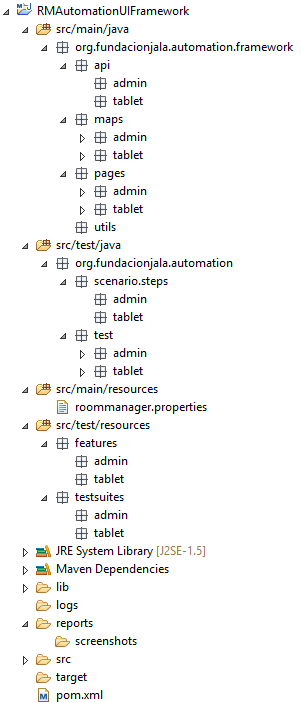 RMAutomationUIFramework
src/main/java
org.fundacionjala.automation.framework
api
admin
tablet
maps
admin
tablet
pages
admin
tablet
utils
src/test/java
org.fundacionjala.automation
scenario.steps
admin
tablet
test
admin
tablet
src/main/resources
roommanager.properties
src/test/resources
features
admin
tablet
testsuites
admin
tablet
JRE System Library [J2SE-1.5]
Maven Dependencies
lib
logs
reports
screenshots
src
target
pom.xml